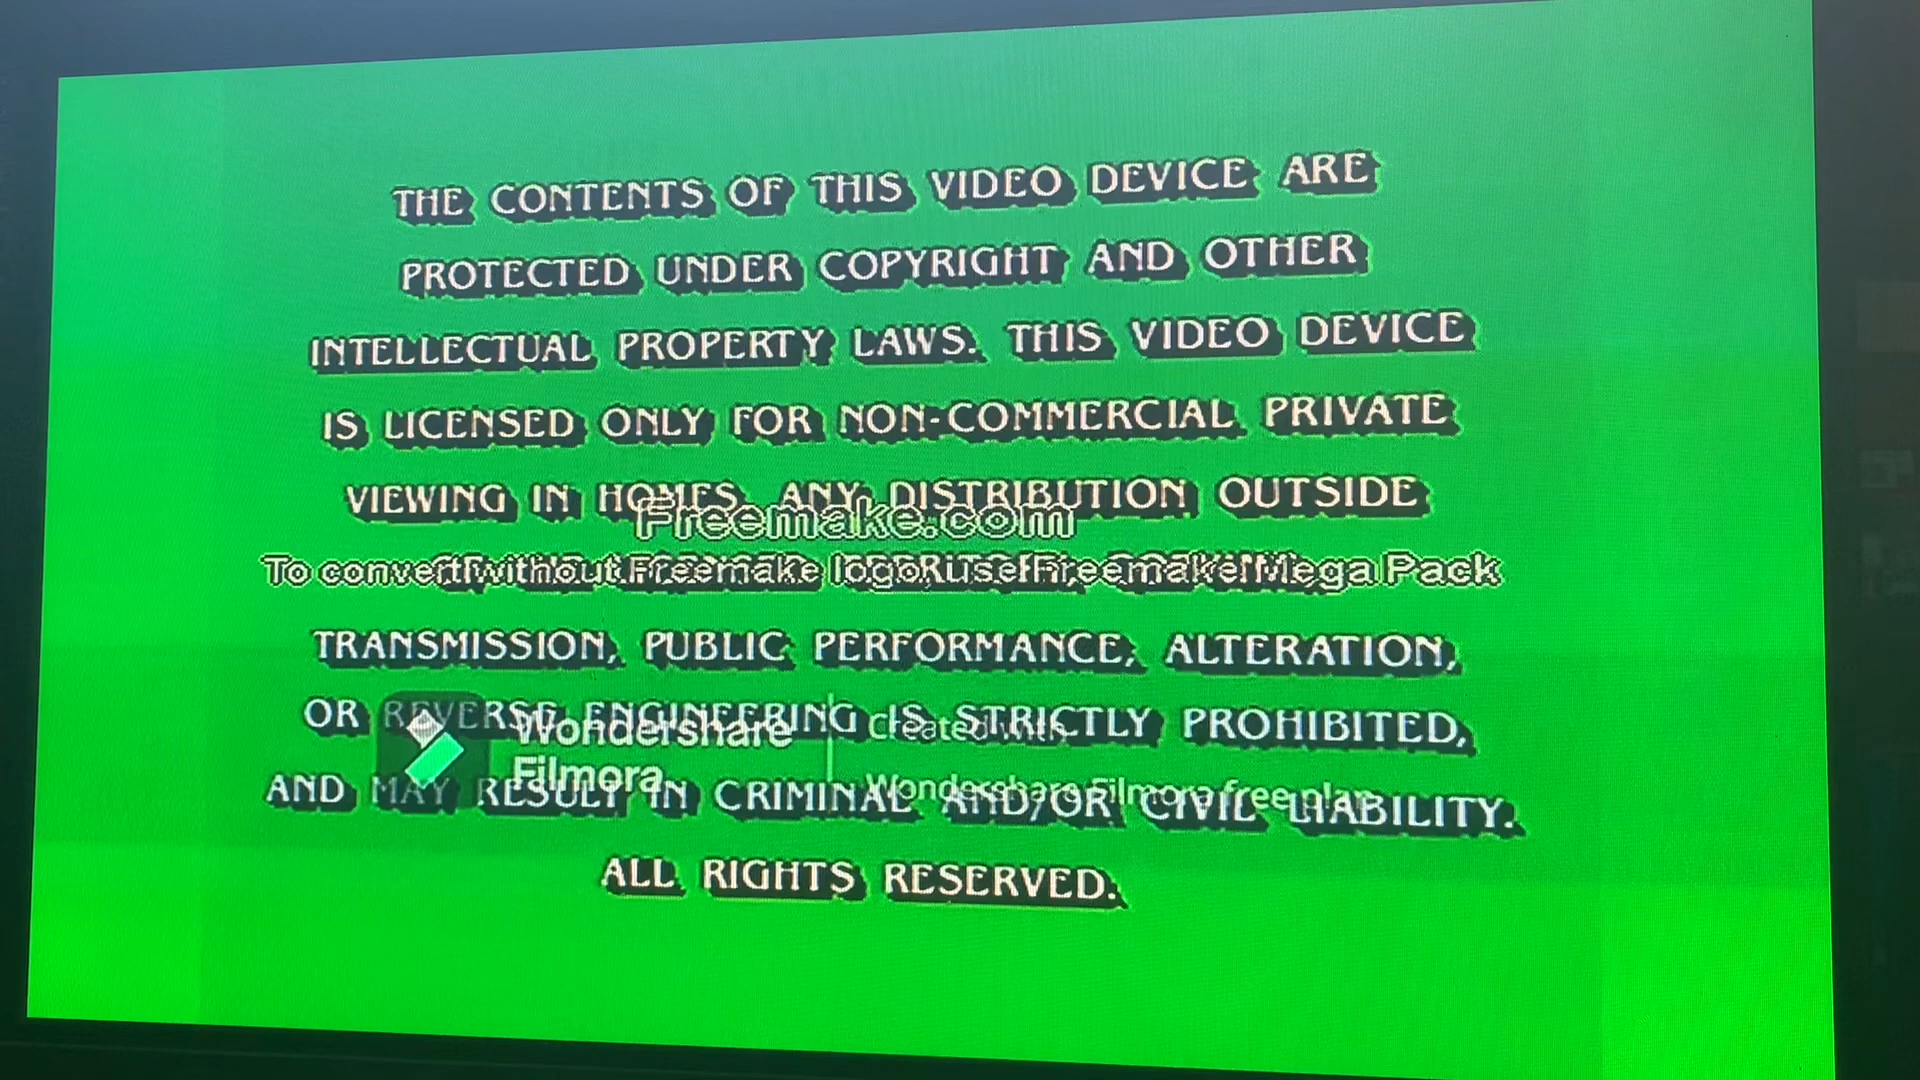 THE CONTENTS OF THIS VIDEO DEVICE ARE
PROTECTED UNDER COPYRIGHT AND OTHER
INTELLECTUAL PROPERTY LAWS. THIS VIDEO DEVICE
IS LICENSED ONLY FOR NON-COMMERCIAL PRIVATE
VIEWING IN HOMES. ANY DISTRIBUTION OUTSIDE
Freemake.com
To convert without Freemake logo, use Freemake Mega Pack
TRANSMISSION, PUBLIC PERFORMANCE, ALTERATION,
OR REVERSE ENGINEERING IS STRICTLY PROHIBITED,
Wondershare
Filmora
Created with
Wondershare Filmora free plan
AND MAY RESULT IN CRIMINAL AND/OR CIVIL LIABILITY.
ALL RIGHTS RESERVED.